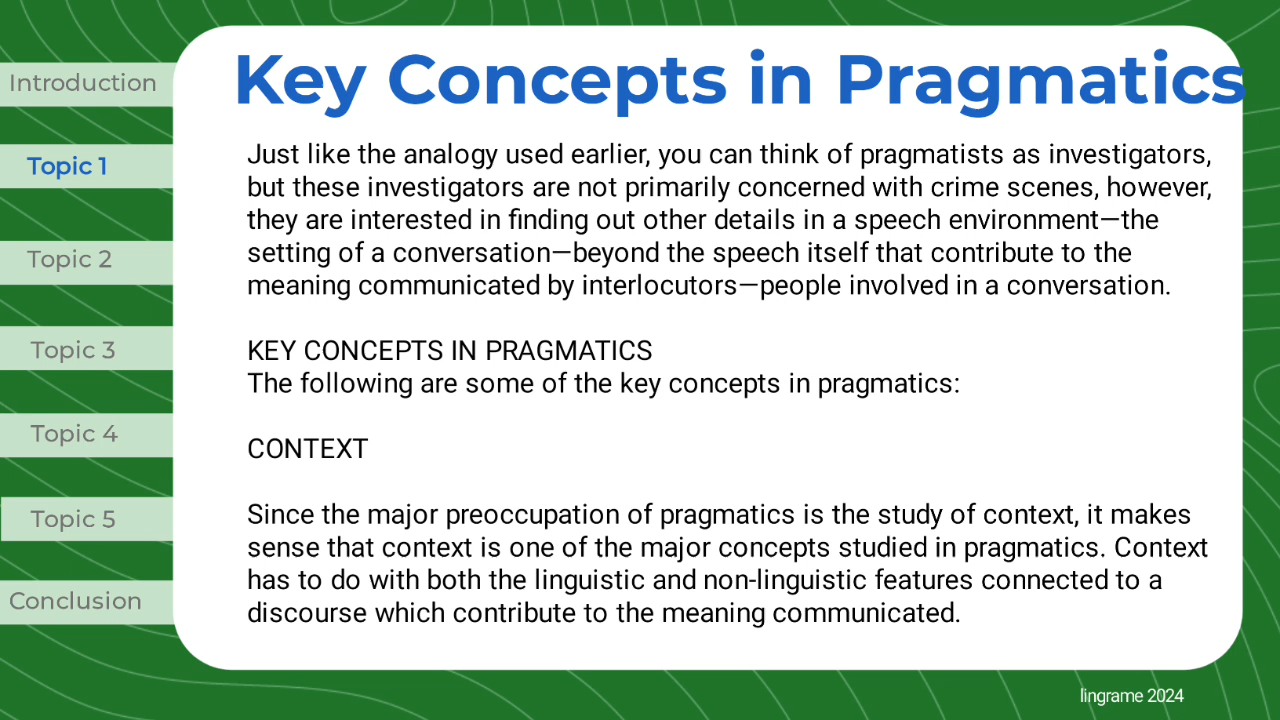 Key Concepts in Pragmatics
Introduction
Topic 1
Topic 2
Topic 3
Topic 4
Topic 5
Conclusion
Just like the analogy used earlier, you can think of pragmatists as investigators,
but these investigators are not primarily concerned with crime scenes, however,
they are interested in finding out other details in a speech environment—the
setting of a conversation—beyond the speech itself that contribute to the
meaning communicated by interlocutors—people involved in a conversation.
KEY CONCEPTS IN PRAGMATICS
The following are some of the key concepts in pragmatics:
CONTEXT
Since the major preoccupation of pragmatics is the study of context, it makes
sense that context is one of the major concepts studied in pragmatics. Context
has to do with both the linguistic and non-linguistic features connected to a
discourse which contribute to the meaning communicated.
lingrame 2024